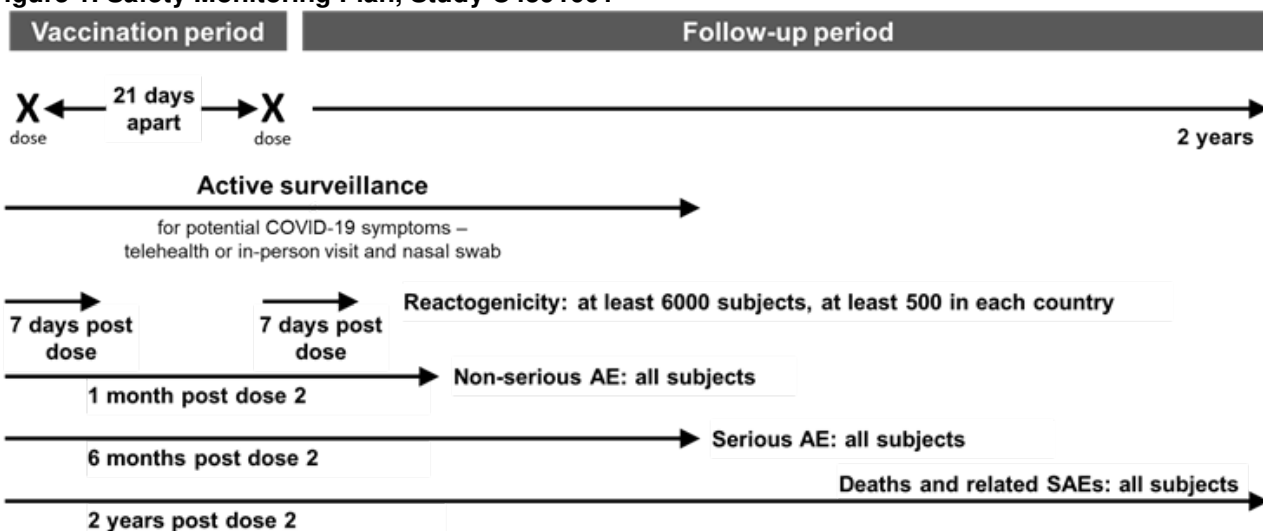 Vaccination period
Follow-up period
X
21 days
apart
X
dose
dose
2 years
Active surveillance
for potential COVID-19 symptoms –
telehealth or in-person visit and nasal swab
Reactogenicity: at least 6000 subjects, at least 500 in each country
7 days post
dose
7 days post
dose
Non-serious AE: all subjects
1 month post dose 2
Serious AE: all subjects
6 months post dose 2
Deaths and related SAEs: all subjects
2 years post dose 2